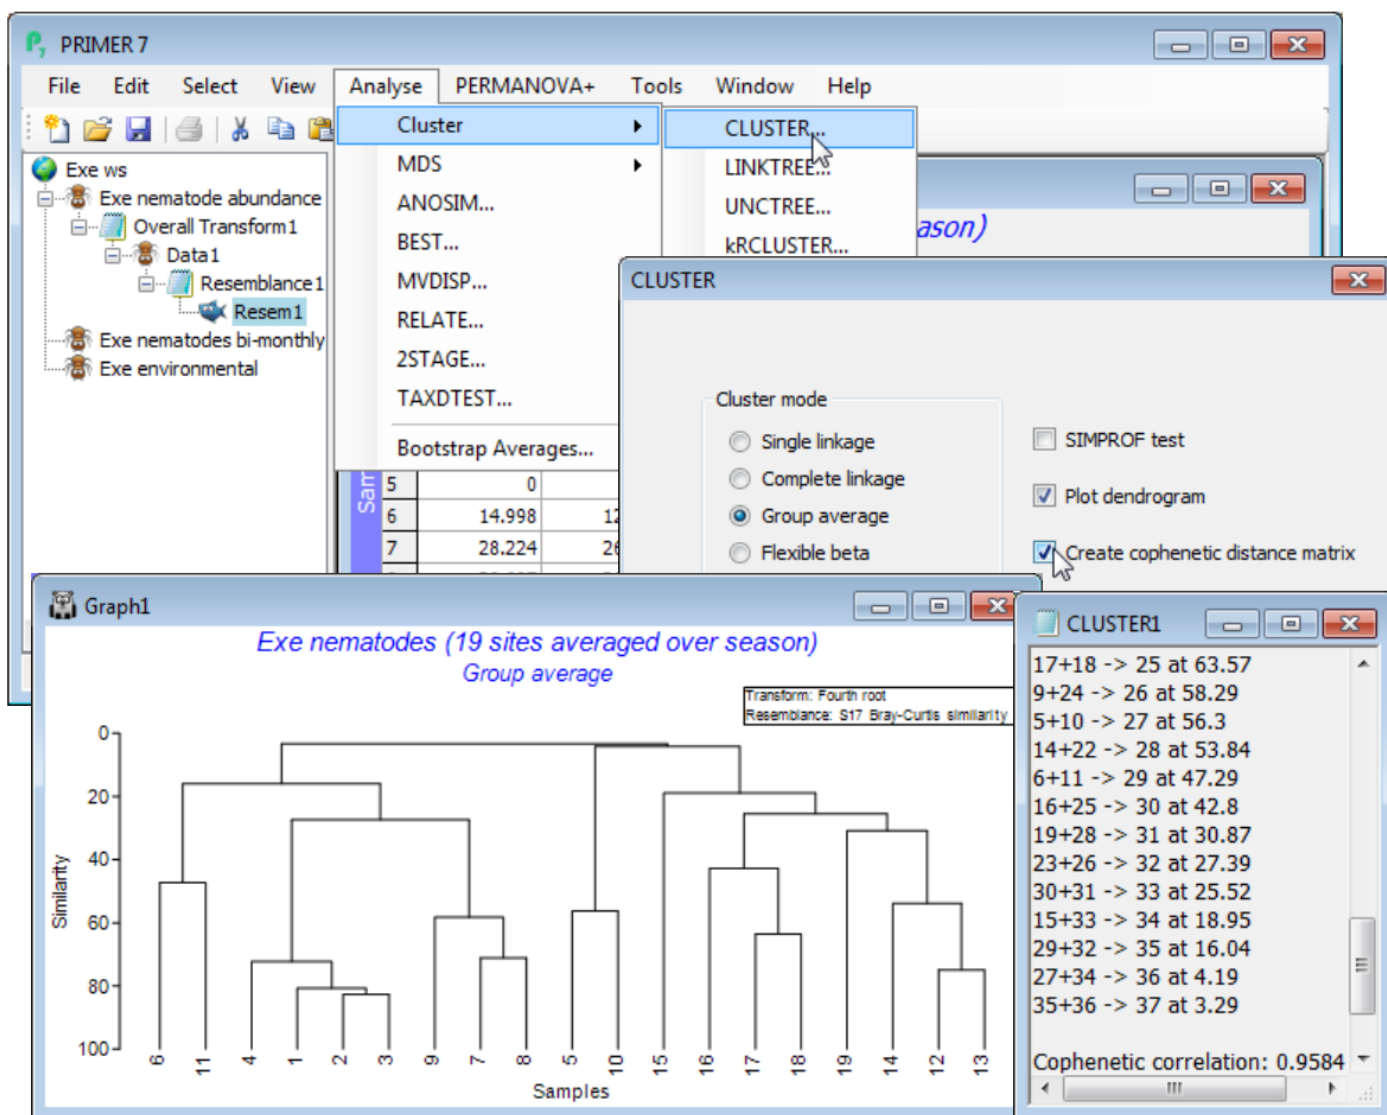 PRIMER 7
File Edit Select View Analyse PERMANOVA+ Tools Window Help
Exe ws
Exe nematode abundance
Overall Transform1
Data1
Resemblance1
Resem1
Exe nematodes bi-monthly
Exe environmental
Cluster
MDS
ANOSIM...
BEST...
MVDISP...
RELATE...
2STAGE...
TAXDTEST...
Bootstrap Averages...
CLUSTER...
LINKTREE...
UNCTREE...
kRCLUSTER...
ason)
Sam
5 0
6 14.998 12
7 28.224 26
CLUSTER
Cluster mode
Single linkage
Complete linkage
Group average
Flexible beta
SIMPROF test
Plot dendrogram
Create cophenetic distance matrix
Graph1
Exe nematodes (19 sites averaged over season)
Group average
Transform: Fourth root
Resemblance: S17 Bray-Curtis similarity
0
20
40
60
80
100
Similarity
6 11 4 1 2 3 9 7 8 5 10 15 16 17 18 19 14 12 13
Samples
CLUSTER1
17+18 -> 25 at 63.57
9+24 -> 26 at 58.29
5+10 -> 27 at 56.3
14+22 -> 28 at 53.84
6+11 -> 29 at 47.29
16+25 -> 30 at 42.8
19+28 -> 31 at 30.87
23+26 -> 32 at 27.39
30+31 -> 33 at 25.52
15+33 -> 34 at 18.95
29+32 -> 35 at 16.04
27+34 -> 36 at 4.19
35+36 -> 37 at 3.29
Cophenetic correlation: 0.9584